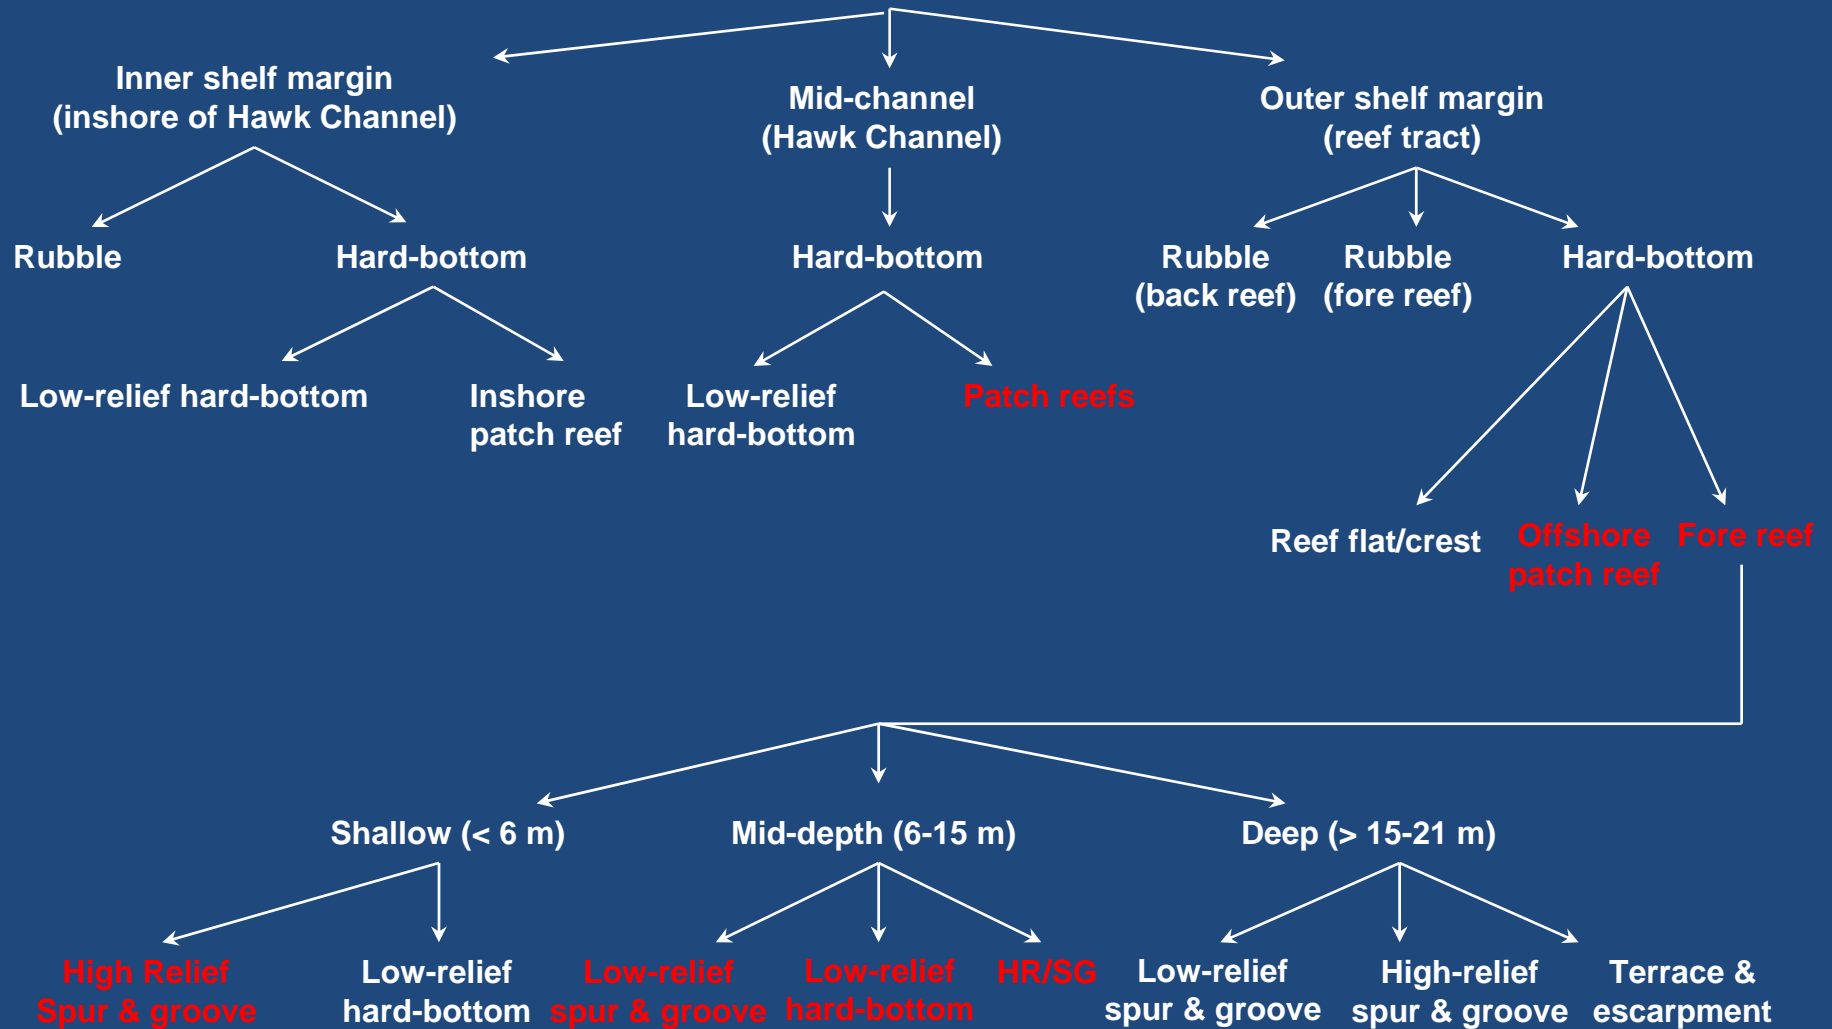 Inner shelf margin
(inshore of Hawk Channel)
Mid-channel
(Hawk Channel)
Outer shelf margin
(reef tract)
Rubble
Hard-bottom
Hard-bottom
Rubble
(back reef)
Rubble
(fore reef)
Hard-bottom
Low-relief hard-bottom
Inshore
patch reef
Low-relief
hard-bottom
Patch reefs
Reef flat/crest
Offshore
patch reef
Fore reef
Shallow (< 6 m)
Mid-depth (6-15 m)
Deep (> 15-21 m)
High Relief
Spur & groove
Low-relief
hard-bottom
Low-relief
spur & groove
Low-relief
hard-bottom
HR/SG
Low-relief
spur & groove
High-relief
spur & groove
Terrace &
escarpment